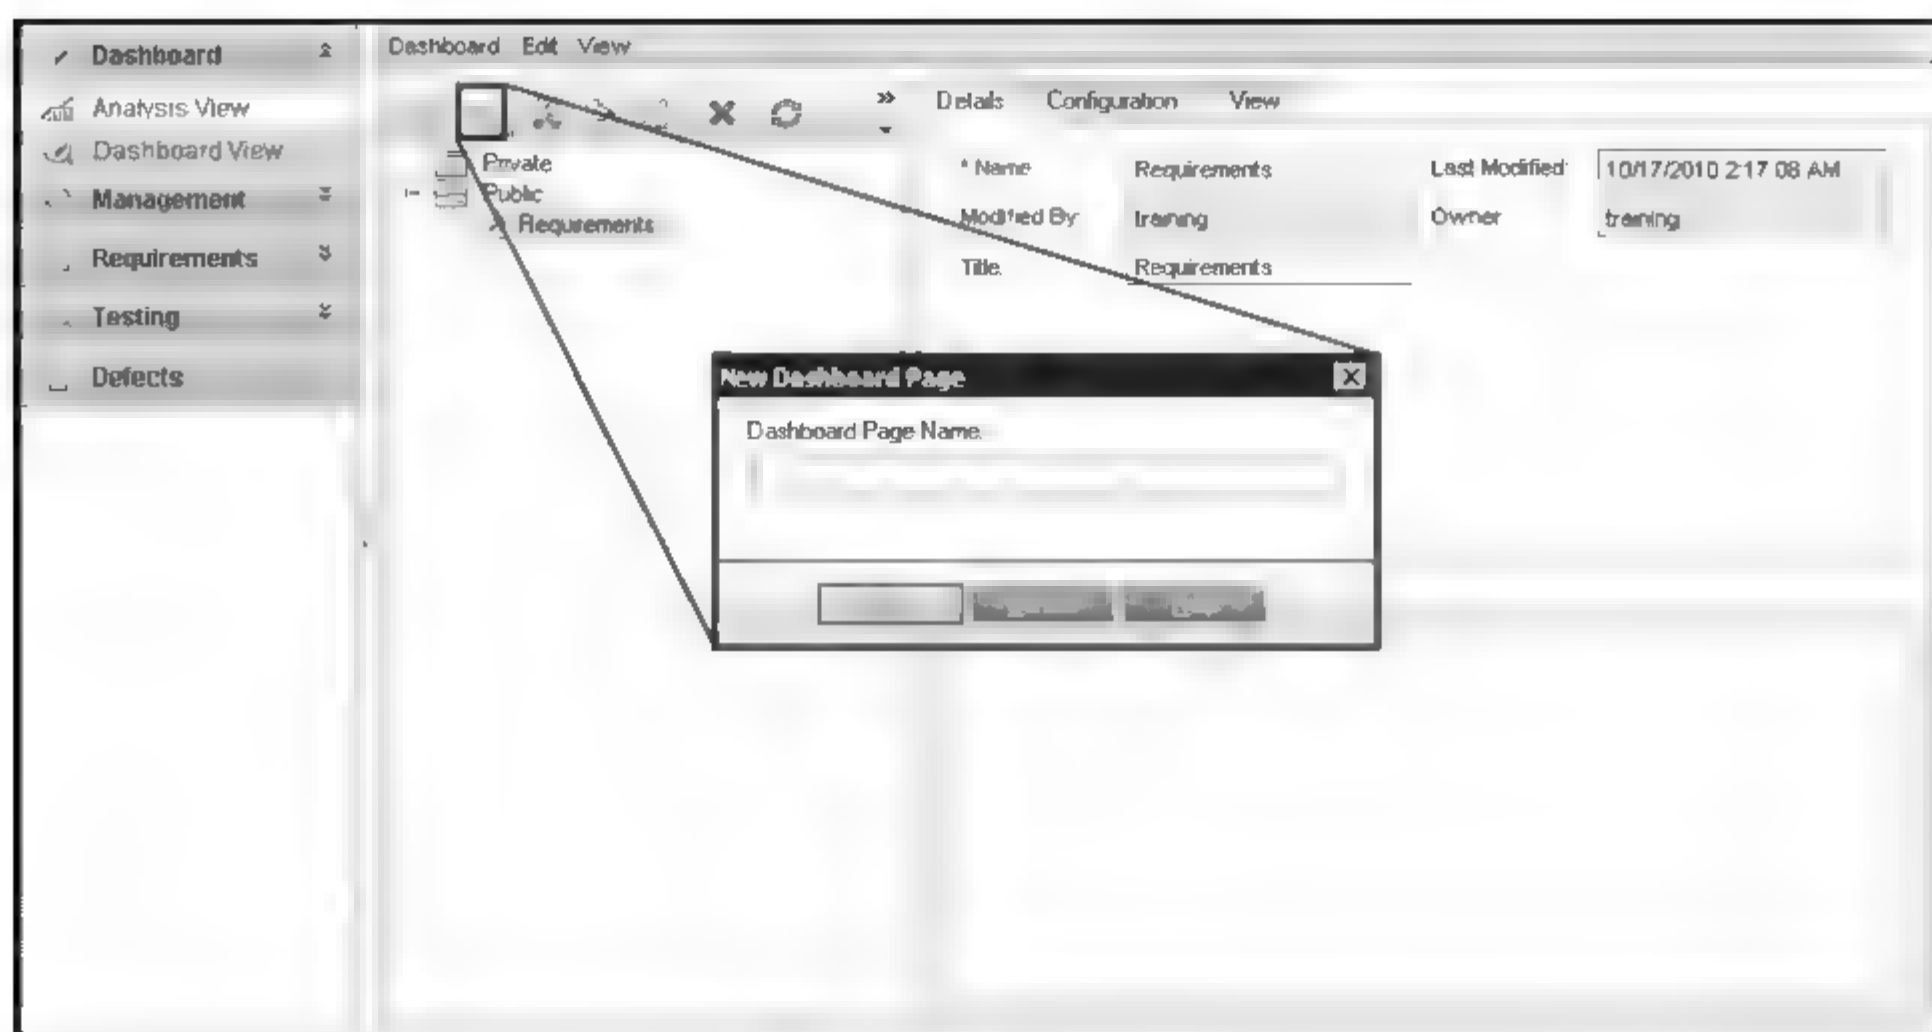 Dashboard
Analysis View
Dashboard View
Management
Requirements
Testing
Defects
Dashboard Edit View
Private
Public
Requirements
Details Configuration View
* Name Requirements Last Modified: 10/17/2010 2:17:08 AM
Modified By: training Owner training
Title: Requirements
New Dashboard Page
Dashboard Page Name: